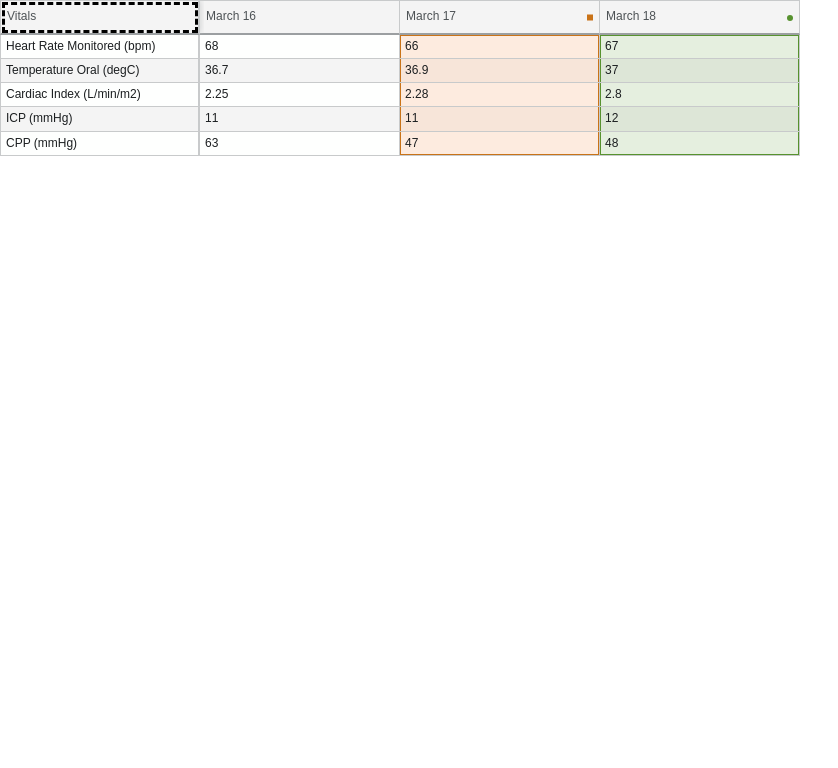 Vitals March 16 March 17 March 18
Heart Rate Monitored (bpm) 68 66 67
Temperature Oral (degC) 36.7 36.9 37
Cardiac Index (L/min/m2) 2.25 2.28 2.8
ICP (mmHg) 11 11 12
CPP (mmHg) 63 47 48